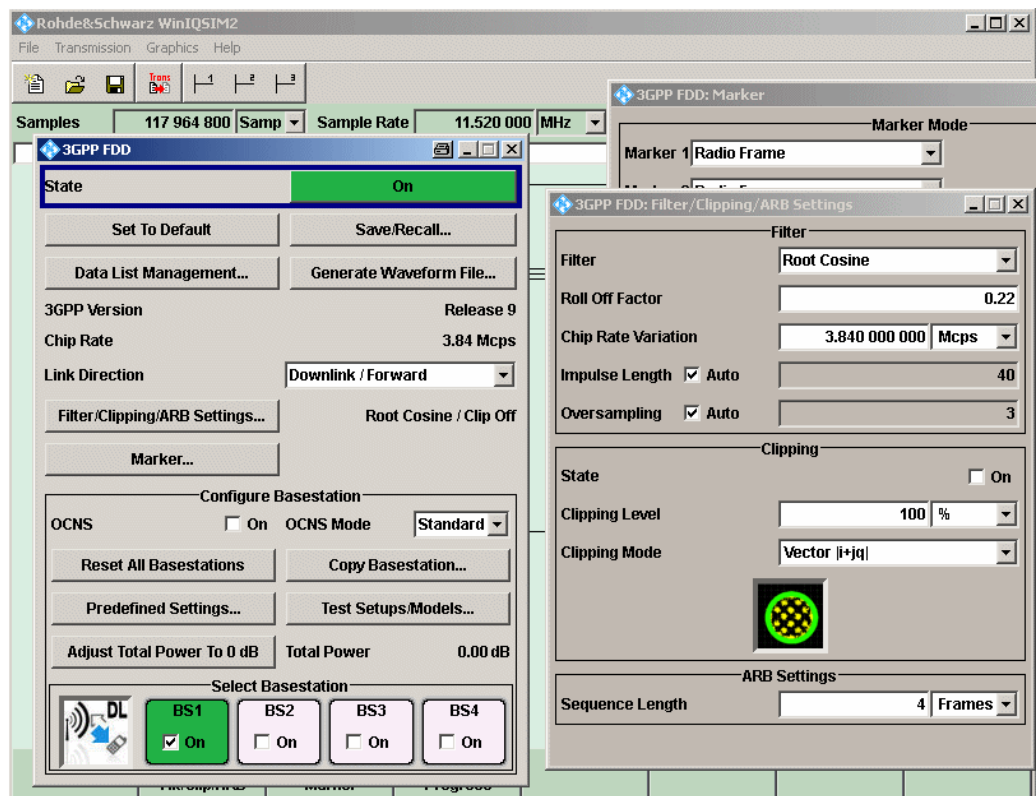 Rohde&Schwarz WinIQSIM2
File Transmission Graphics Help
Trans 1 2 3
Samples 117 964 800 Samp Sample Rate 11.520 000 MHz
3GPP FDD: Marker
Marker Mode
Marker 1 Radio Frame
3GPP FDD
State On
Set To Default Save/Recall...
Data List Management... Generate Waveform File...
3GPP Version Release 9
Chip Rate 3.84 Mcps
Link Direction Downlink / Forward
Filter/Clipping/ARB Settings... Root Cosine / Clip Off
Marker...
Configure Basestation
OCNS On OCNS Mode Standard
Reset All Basestations Copy Basestation...
Predefined Settings... Test Setups/Models...
Adjust Total Power To 0 dB Total Power 0.00 dB
Select Basestation
DL BS1 BS2 BS3 BS4
On On On On
3GPP FDD: Filter/Clipping/ARB Settings
Filter
Filter Root Cosine
Roll Off Factor 0.22
Chip Rate Variation 3.840 000 000 Mcps
Impulse Length Auto 40
Oversampling Auto 3
Clipping
State On
Clipping Level 100 %
Clipping Mode Vector |i+jq|
ARB Settings
Sequence Length 4 Frames